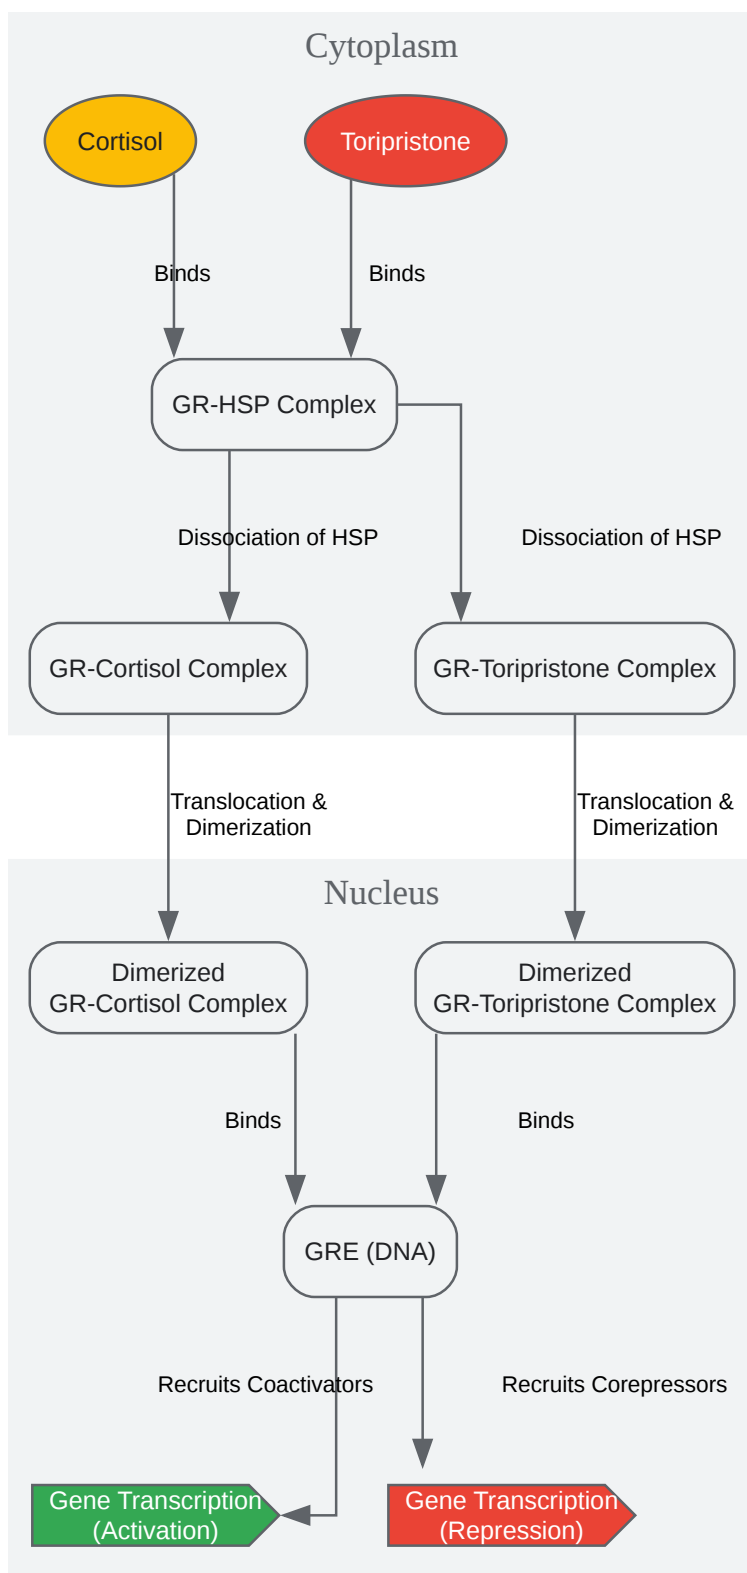 Cytoplasm
Cortisol
Toripristone
Binds
Binds
GR-HSP Complex
Dissociation of HSP
Dissociation of HSP
GR-Cortisol Complex
GR-Toripristone Complex
Translocation &
Dimerization
Translocation &
Dimerization
Nucleus
Dimerized
GR-Cortisol Complex
Dimerized
GR-Toripristone Complex
Binds
Binds
GRE (DNA)
Recruits Coactivators
Recruits Corepressors
Gene Transcription
(Activation)
Gene Transcription
(Repression)